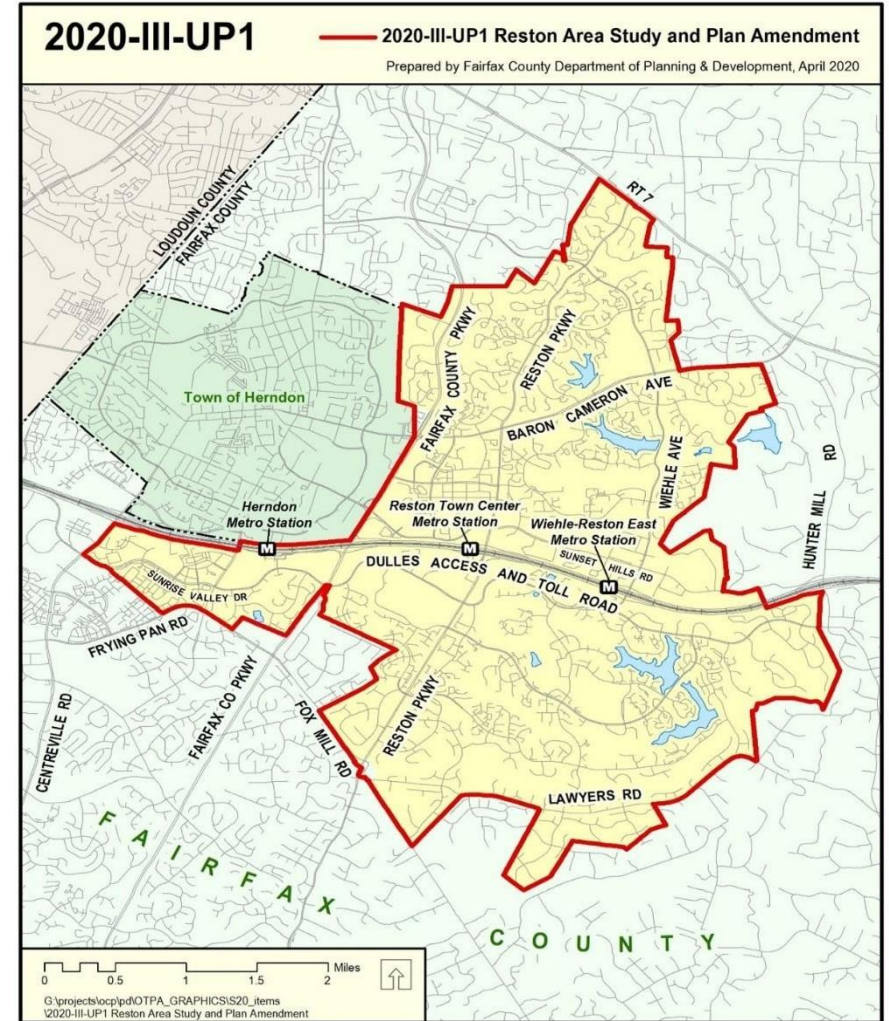 2020-III-UP1
2020-III-UP1 Reston Area Study and Plan Amendment
Prepared by Fairfax County Department of Planning & Development, April 2020
RT 7
LOUDOUN COUNTY
FAIRFAX COUNTY
FAIRFAX COUNTY PKWY
RESTON PKWY
Town of Herndon
BARON CAMERON AVE
WIEHLE AVE
HUNTER MILL RD
Herndon
Metro Station
M
Reston Town Center
Metro Station
M
Wiehle-Reston East
Metro Station
M
SUNSET HILLS RD
DULLES ACCESS AND TOLL ROAD
SUNRISE VALLEY DR
FRYING PAN RD
CENTREVILLE RD
FAIRFAX CO PKWY
FOX MILL RD
RESTON PKWY
LAWYERS RD
FAIRFAX
COUNTY
Miles
0 0.5 1 1.5 2
G:\projects\ocp\pd\OTPA_GRAPHICS\S20_items
\2020-III-UP1 Reston Area Study and Plan Amendment